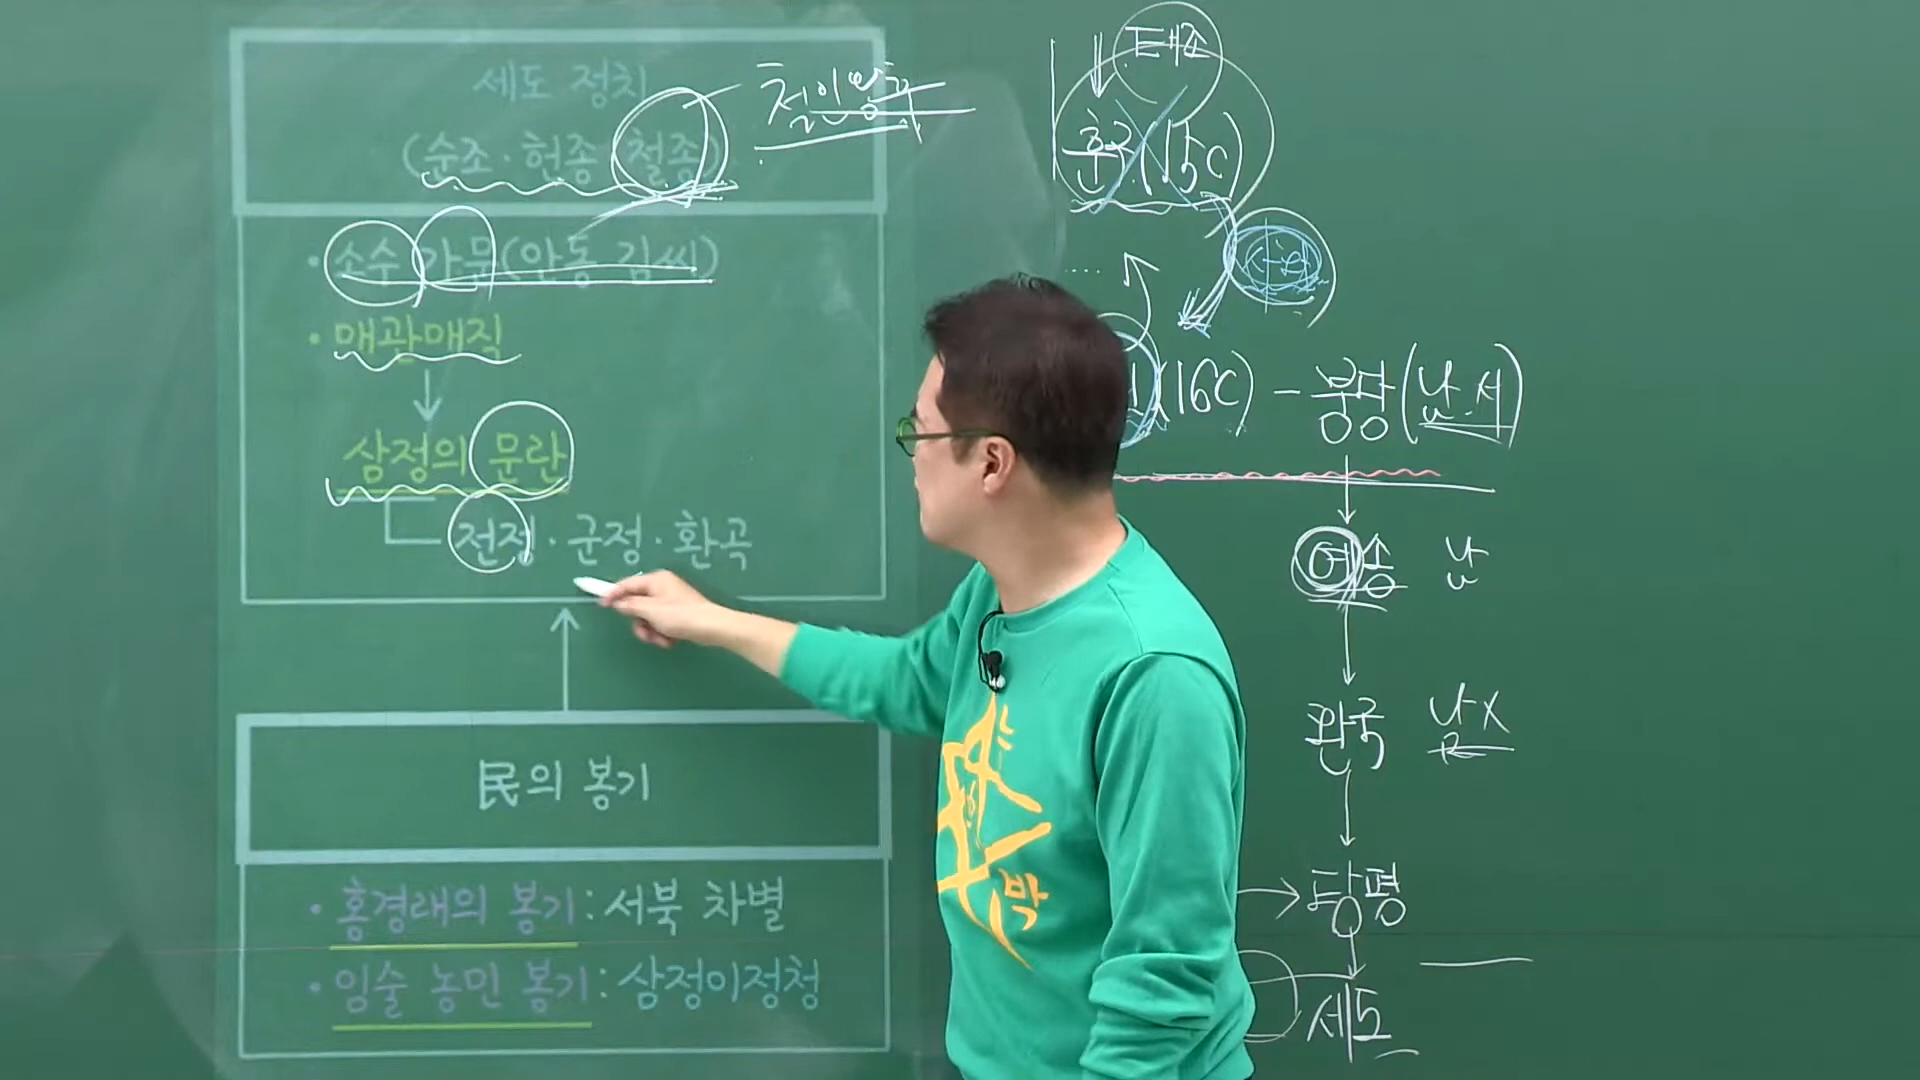 세도 정치
(순조·헌종·철종)
철인왕후
• 소수 가문(안동 김씨)
• 매관매직
삼정의 문란
전정·군정·환곡
民의 봉기
• 홍경래의 봉기 : 서북 차별
• 임술 농민 봉기 : 삼정이정청
훈구(15C)
(16C) - 붕당(남·서)
예송 남
환국 남X
탕평
세도
박